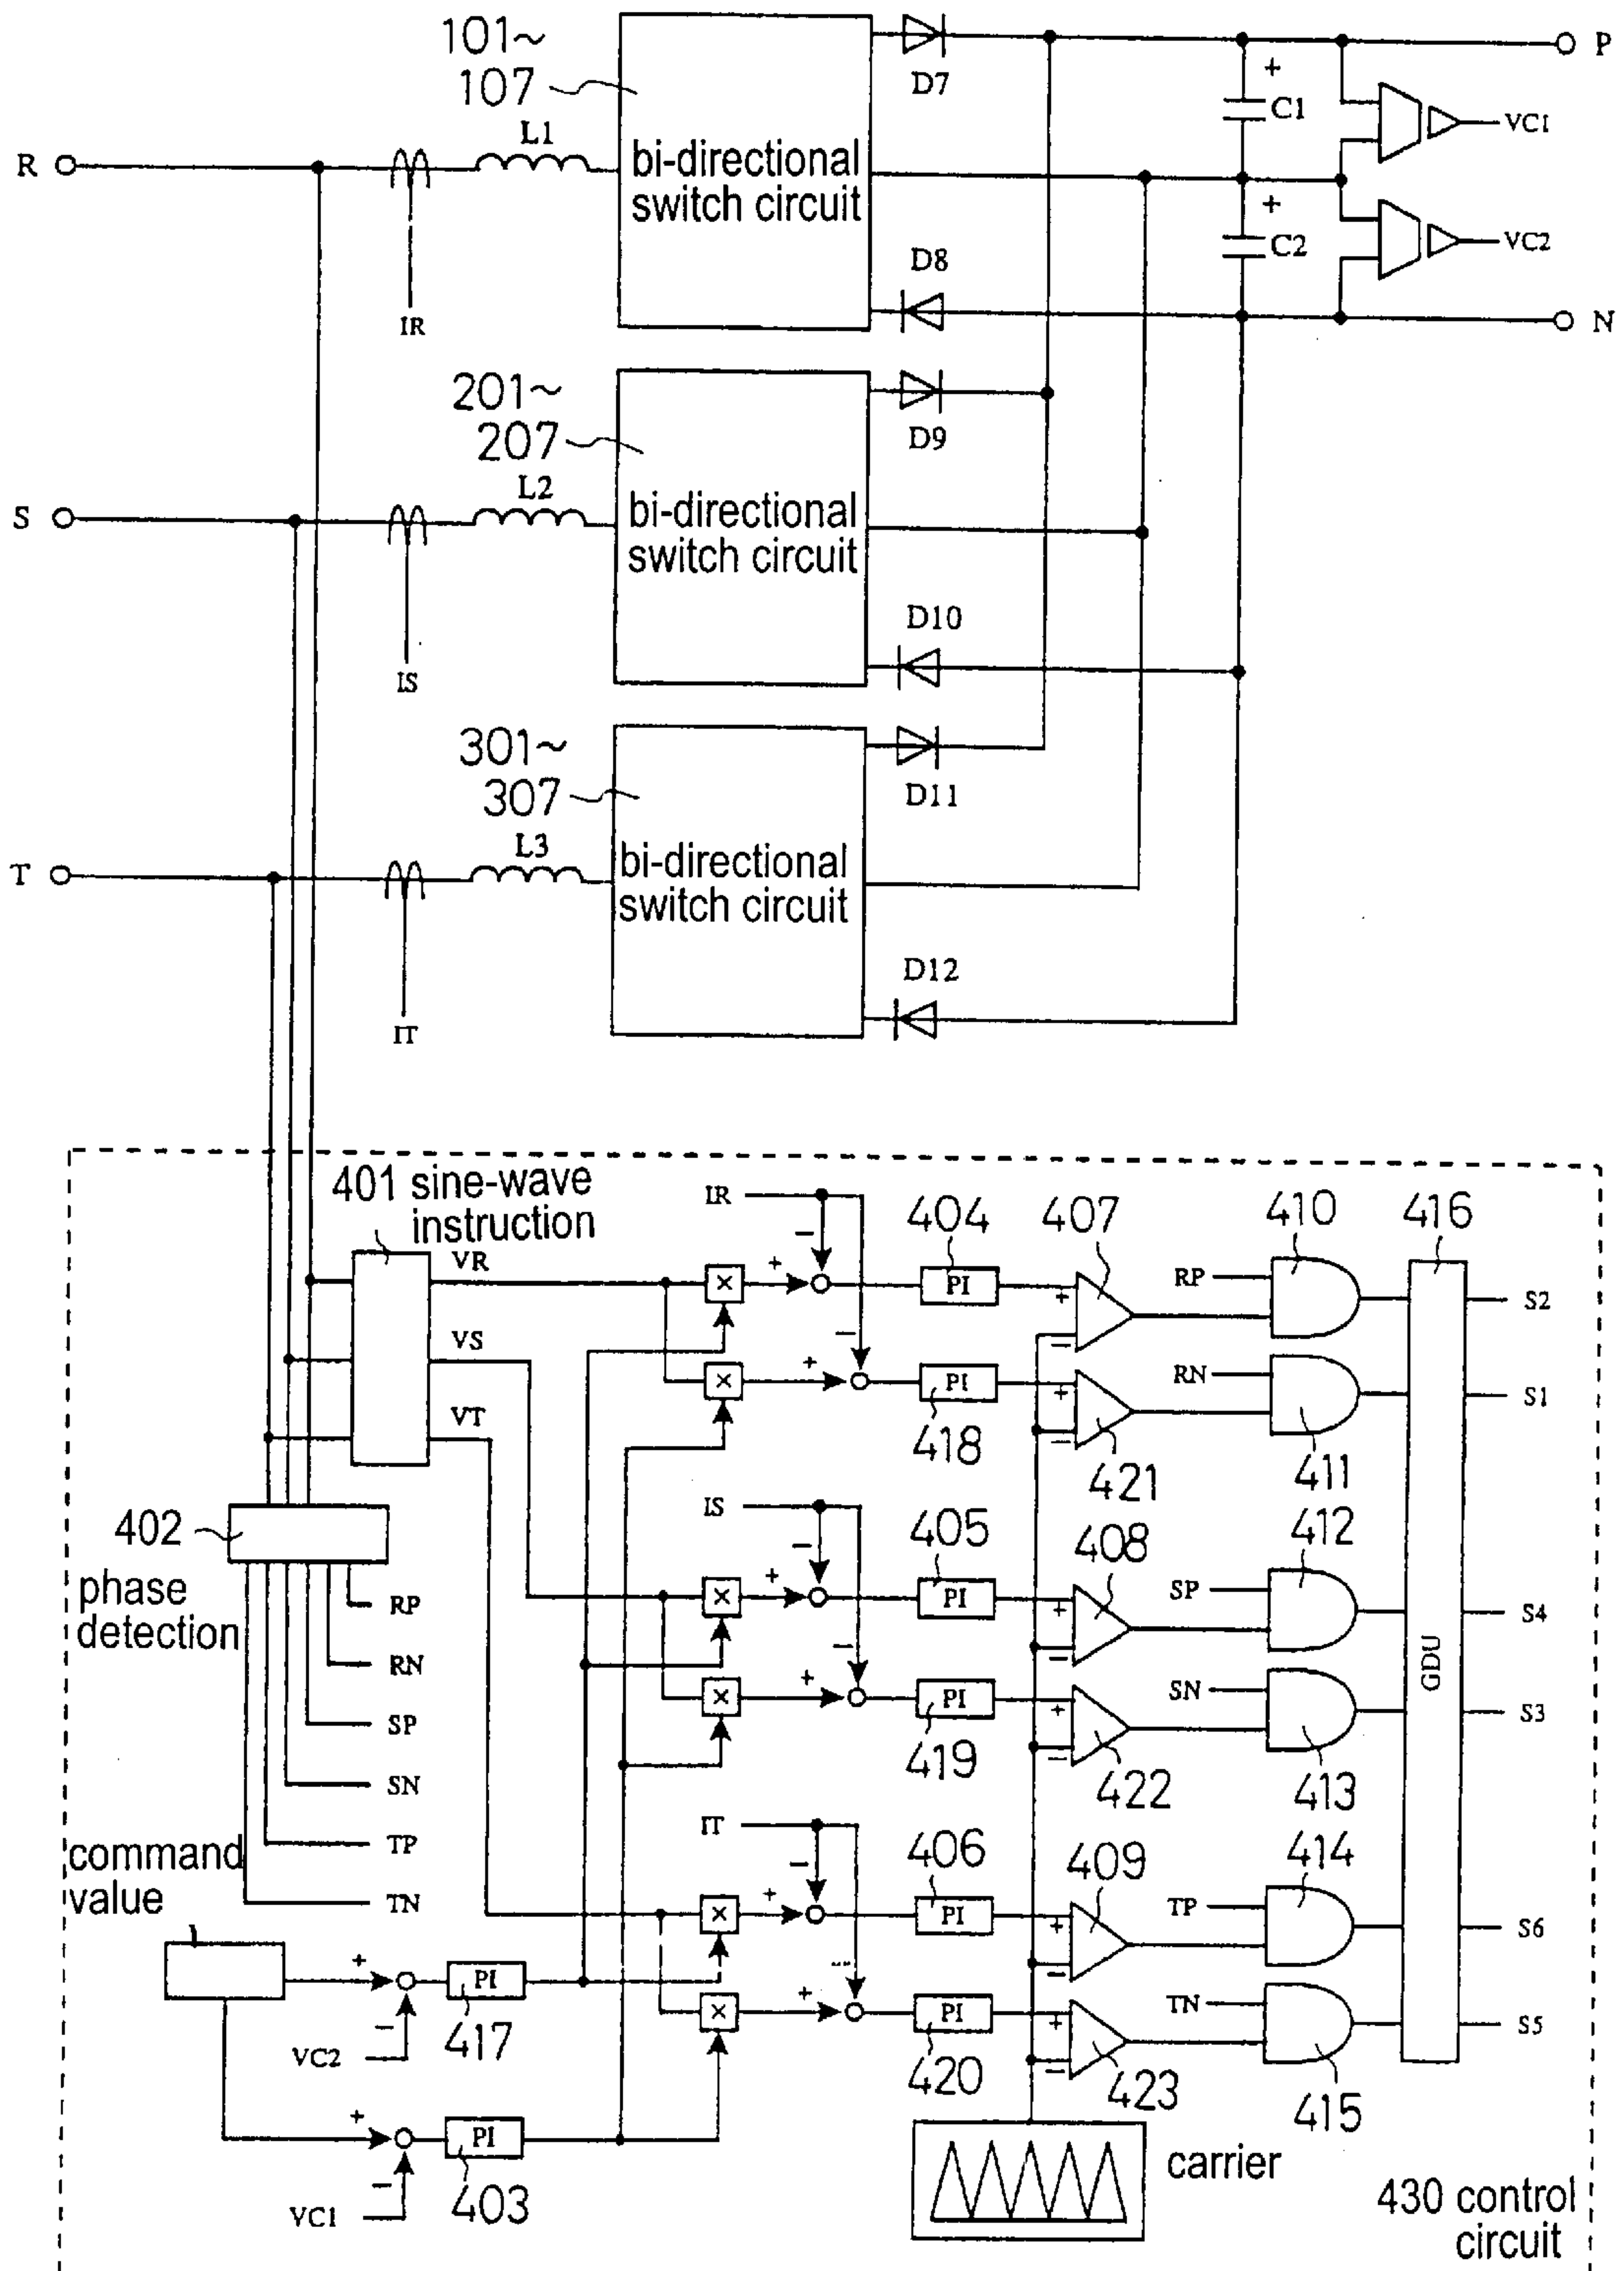 101~
107
L1
bi-directional
switch circuit
D7
P
+
C1
VC1
R
+
C2
VC2
D8
IR
N
201~
207
L2
bi-directional
switch circuit
D9
S
D10
IS
301~
307
L3
bi-directional
switch circuit
D11
T
D12
IT
401 sine-wave
instruction
VR
VS
VT
402
phase
detection
RP
RN
SP
SN
TP
TN
command
value
+
−
VC2
PI
417
+
−
VC1
PI
403
IR
×
+
−
404
PI
407
+
−
RP
410
416
S2
×
+
−
PI
418
+
−
421
RN
411
S1
IS
×
+
−
405
PI
408
+
−
SP
412
S4
×
+
−
PI
419
+
−
422
SN
413
GDU
S3
IT
×
+
−
406
PI
409
+
−
TP
414
S6
×
+
−
PI
420
+
−
423
TN
415
S5
carrier
430 control
circuit